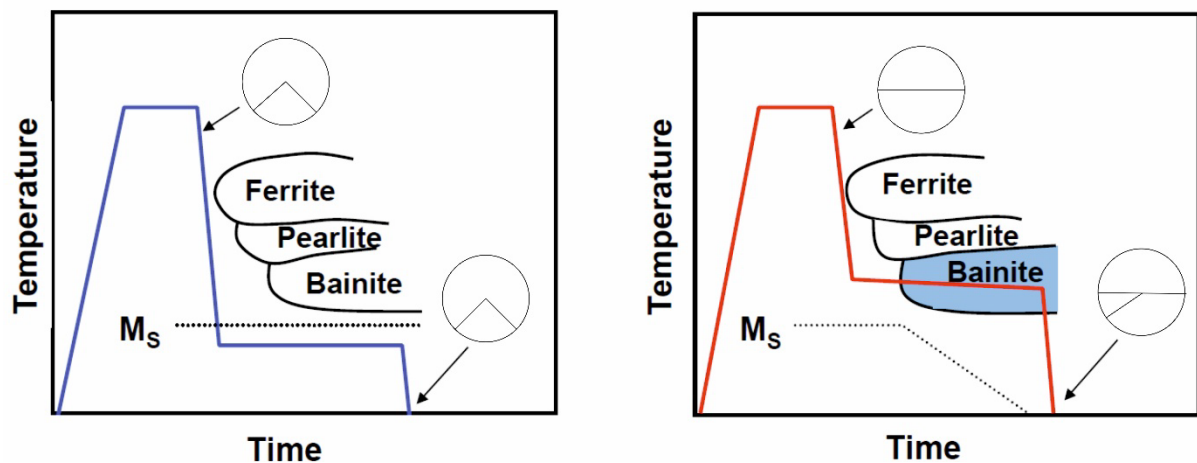 Temperature
Ferrite
Pearlite
Bainite
MS
Time
Temperature
Ferrite
Pearlite
Bainite
MS
Time